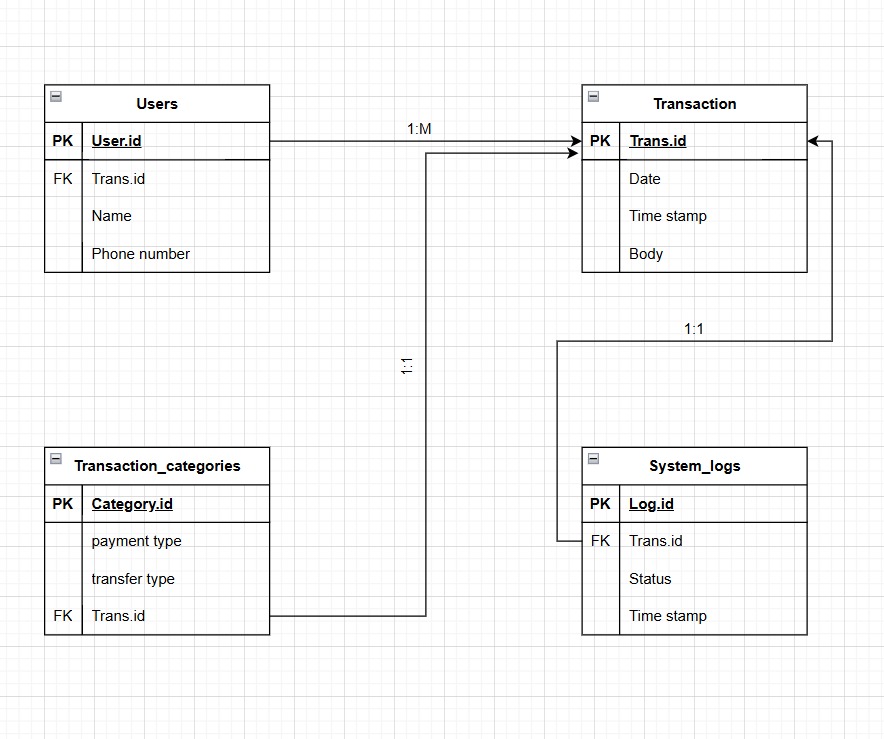 Users
PK User.id
FK Trans.id
Name
Phone number
1:M
Transaction
PK Trans.id
Date
Time stamp
Body
1:1
1:1
Transaction_categories
PK Category.id
payment type
transfer type
FK Trans.id
System_logs
PK Log.id
FK Trans.id
Status
Time stamp